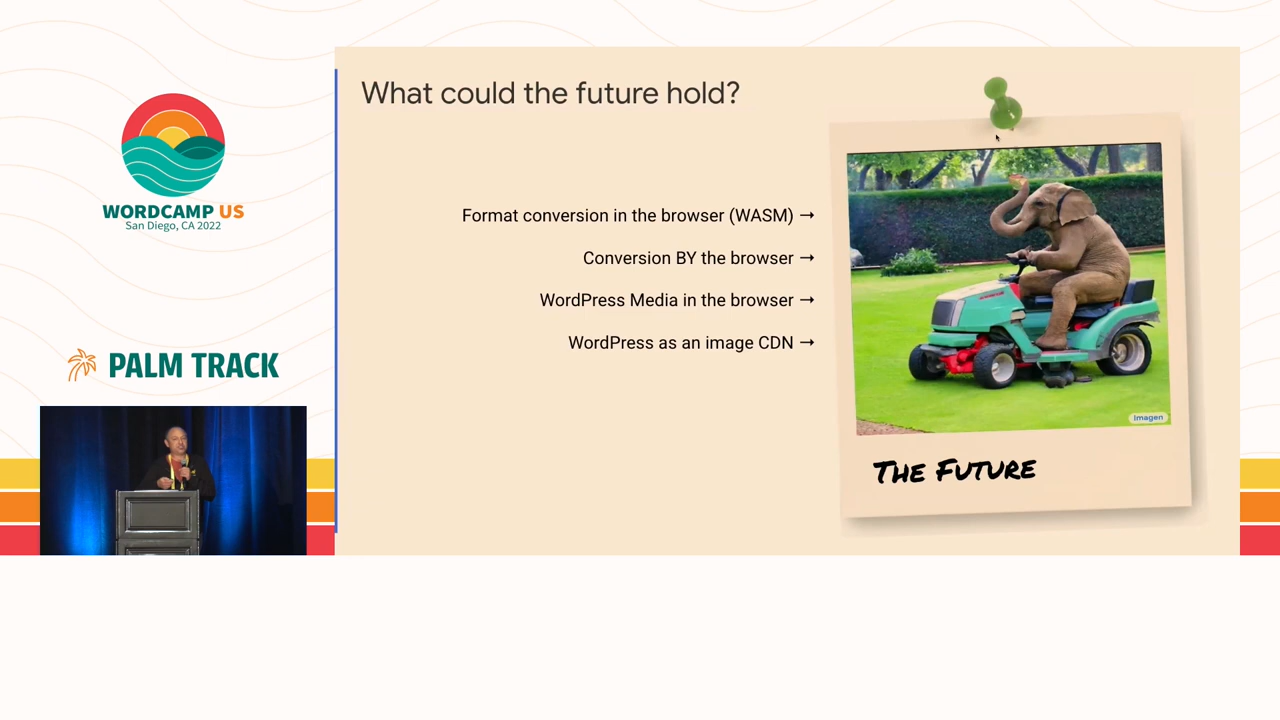 WORDCAMP US
San Diego, CA 2022
PALM TRACK
What could the future hold?
Format conversion in the browser (WASM) →
Conversion BY the browser →
WordPress Media in the browser →
WordPress as an image CDN →
Imagen
The Future